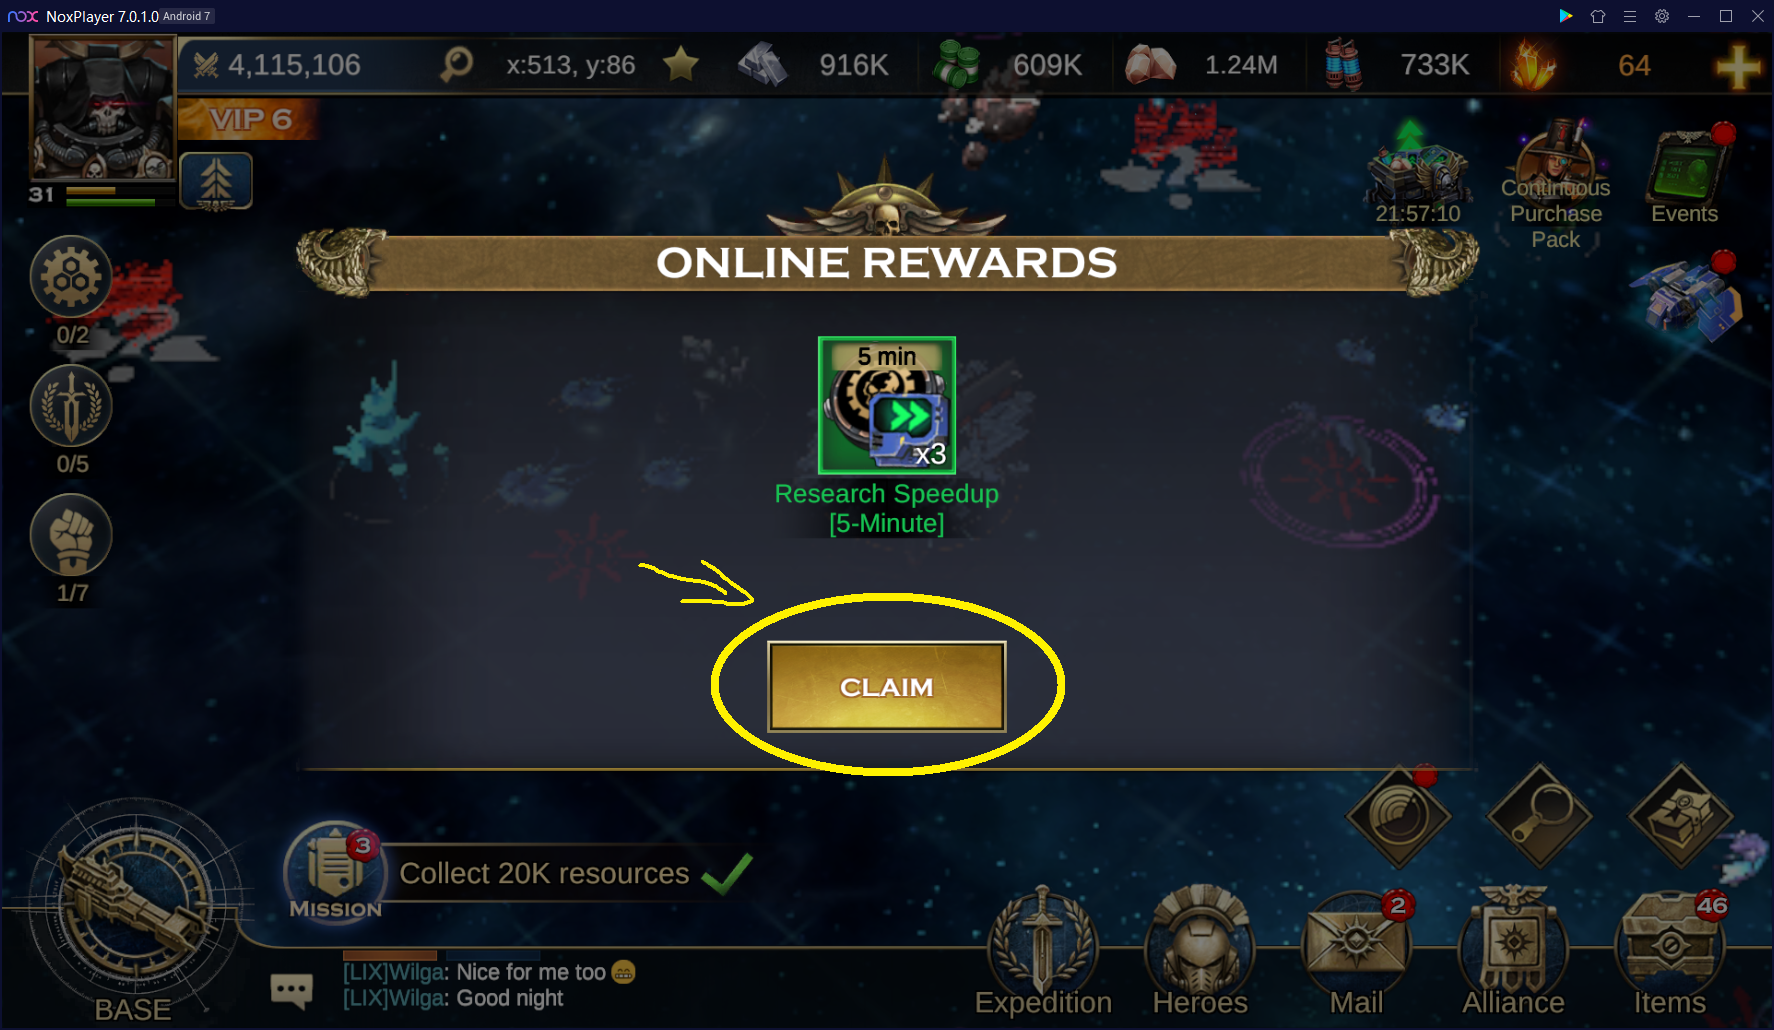 nox NoxPlayer 7.0.1.0 Android 7
4,115,106
x:513, y:86
916K
609K
1.24M
733K
64
VIP 6
31
21:57:10
Continuous
Purchase
Pack
Events
ONLINE REWARDS
0/2
5 min
x3
0/5
Research Speedup
[5-Minute]
1/7
CLAIM
3
Collect 20K resources
MISSION
2
46
[LIX]Wilga: Nice for me too 😁
[LIX]Wilga: Good night
BASE
Expedition
Heroes
Mail
Alliance
Items